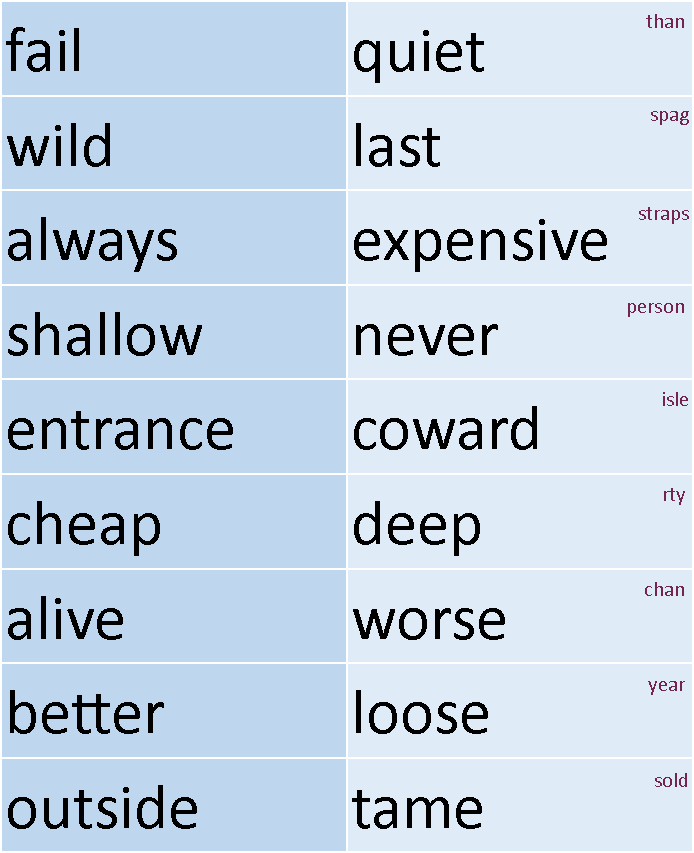 fail quiet than
wild last spag
always expensive straps
shallow never person
entrance coward isle
cheap deep rty
alive worse chan
better loose year
outside tame sold